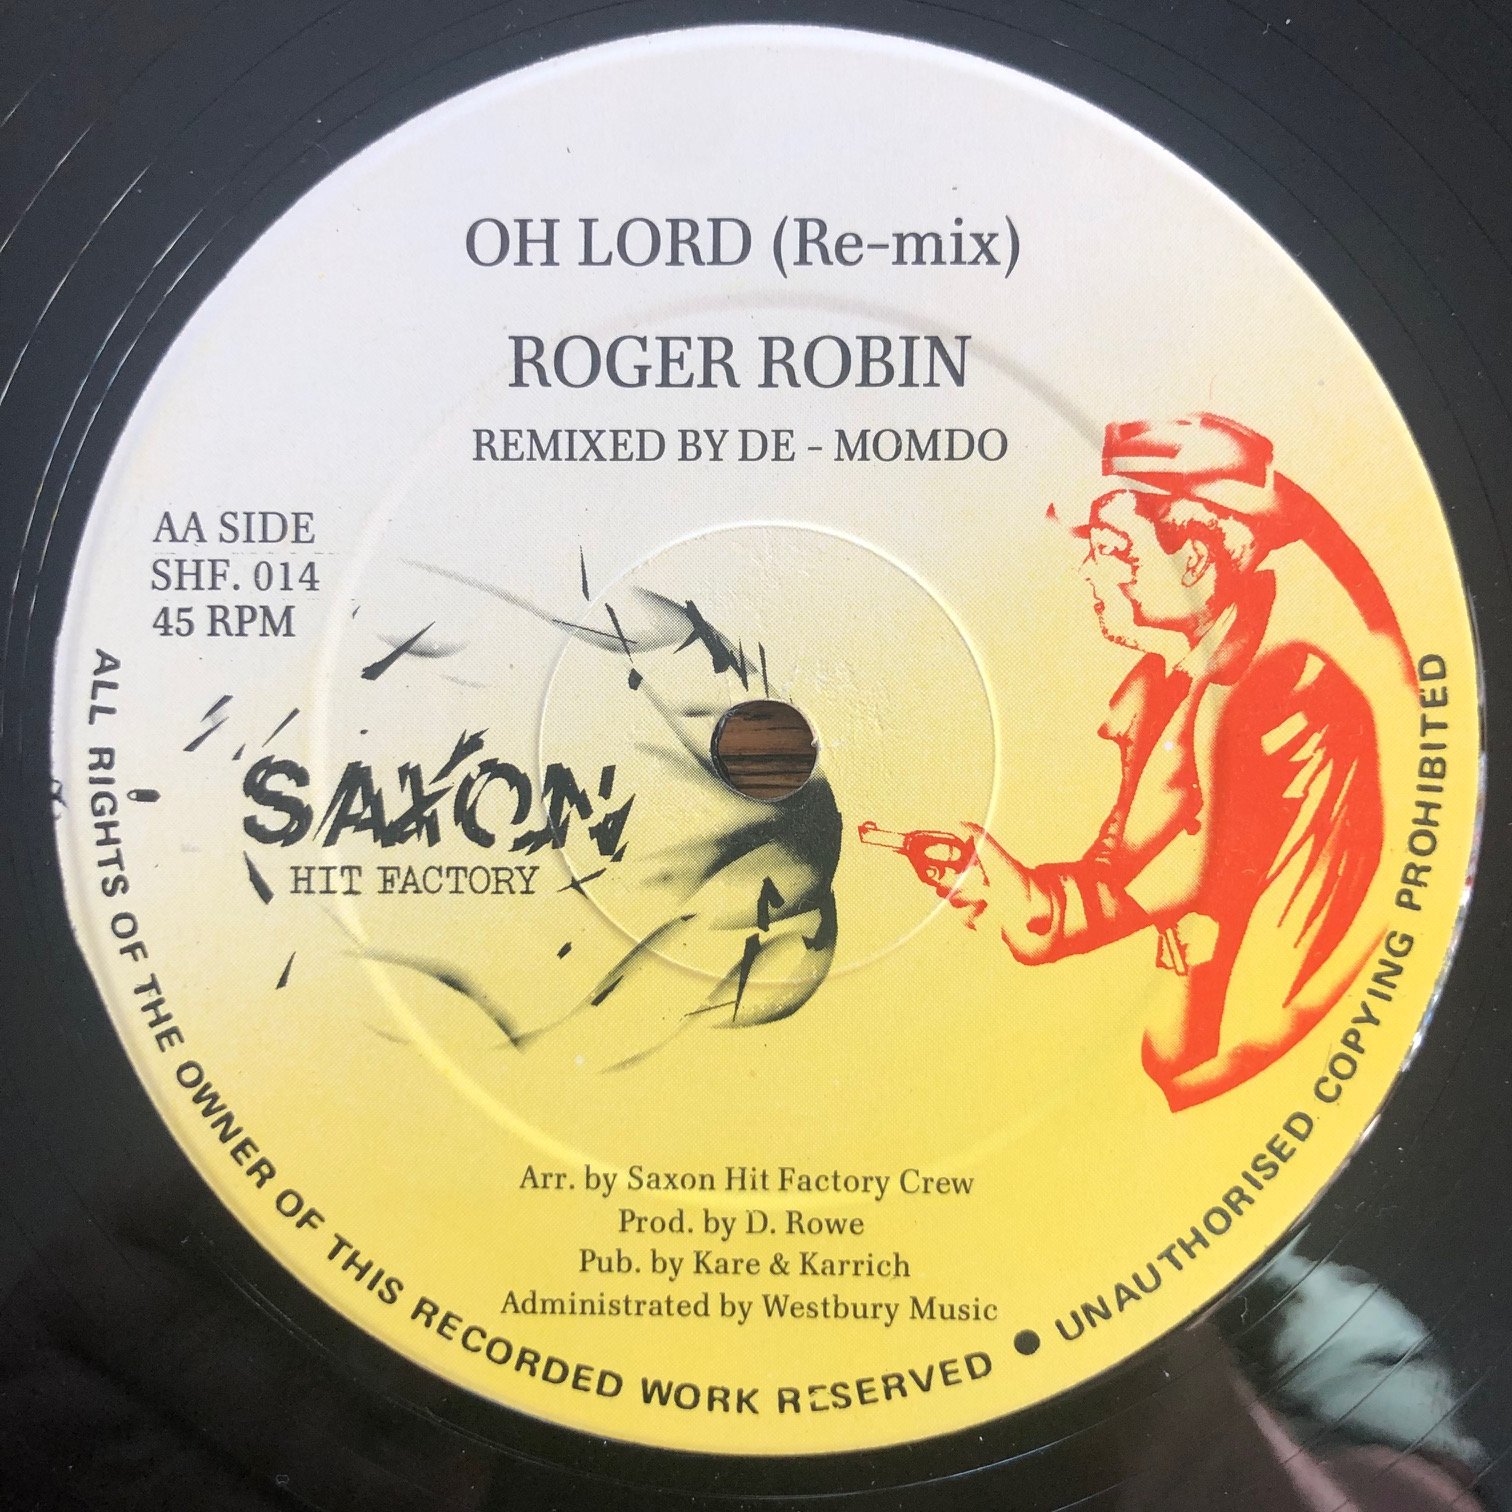 OH LORD (Re-mix)
ROGER ROBIN
REMIXED BY DE - MOMDO
AA SIDE
SHF. 014
45 RPM
SAXON
HIT FACTORY
Arr. by Saxon Hit Factory Crew
Prod. by D. Rowe
Pub. by Kare & Karrich
Administrated by Westbury Music
ALL RIGHTS OF THE OWNER OF THIS RECORDED WORK RESERVED ● UNAUTHORISED COPYING PROHIBITED